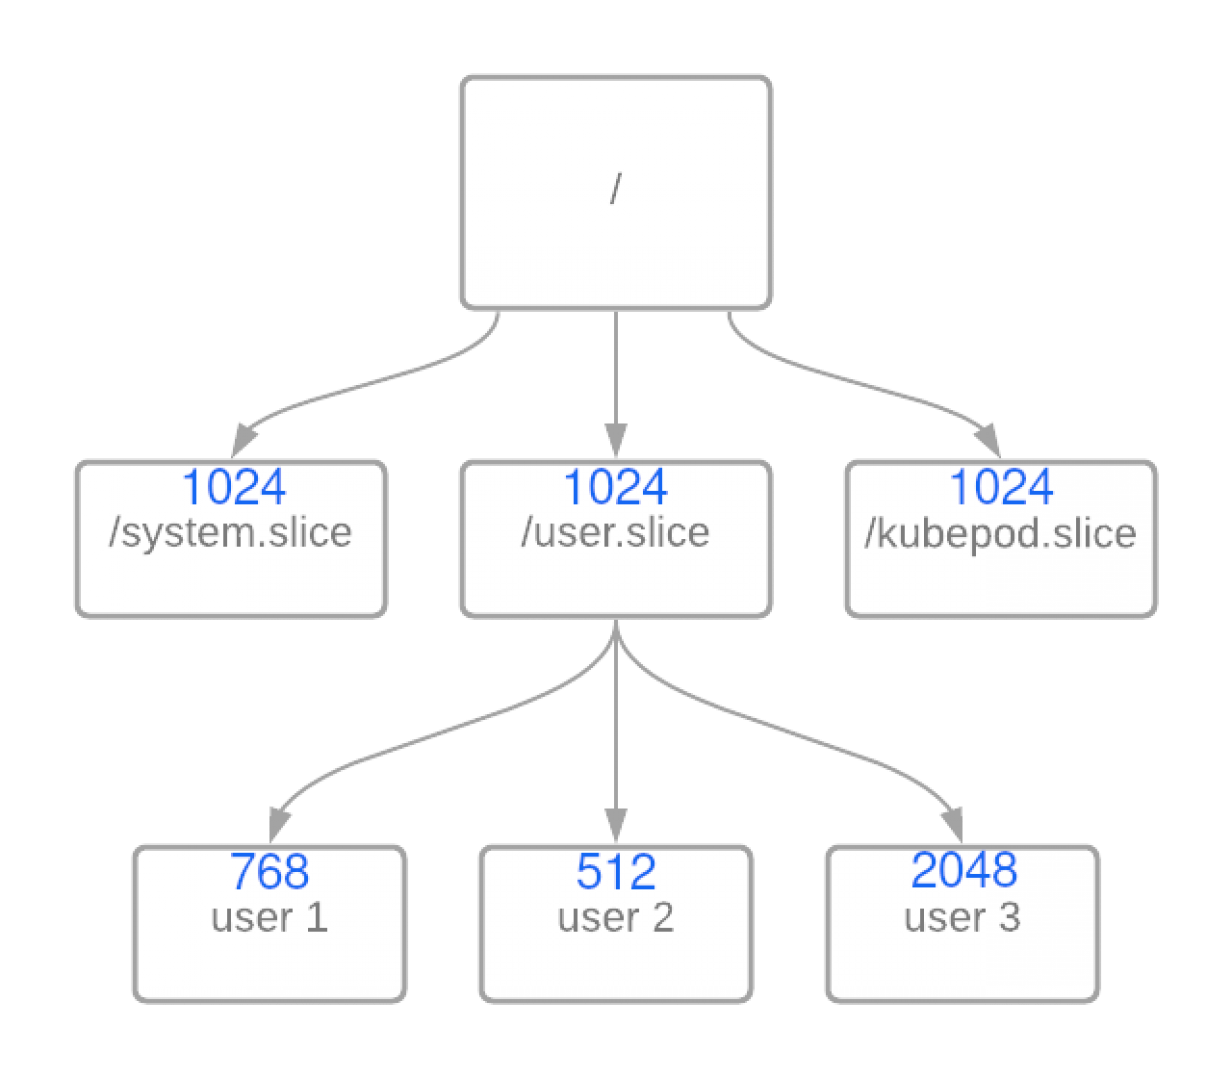 /
1024
/system.slice
1024
/user.slice
1024
/kubepod.slice
768
user 1
512
user 2
2048
user 3